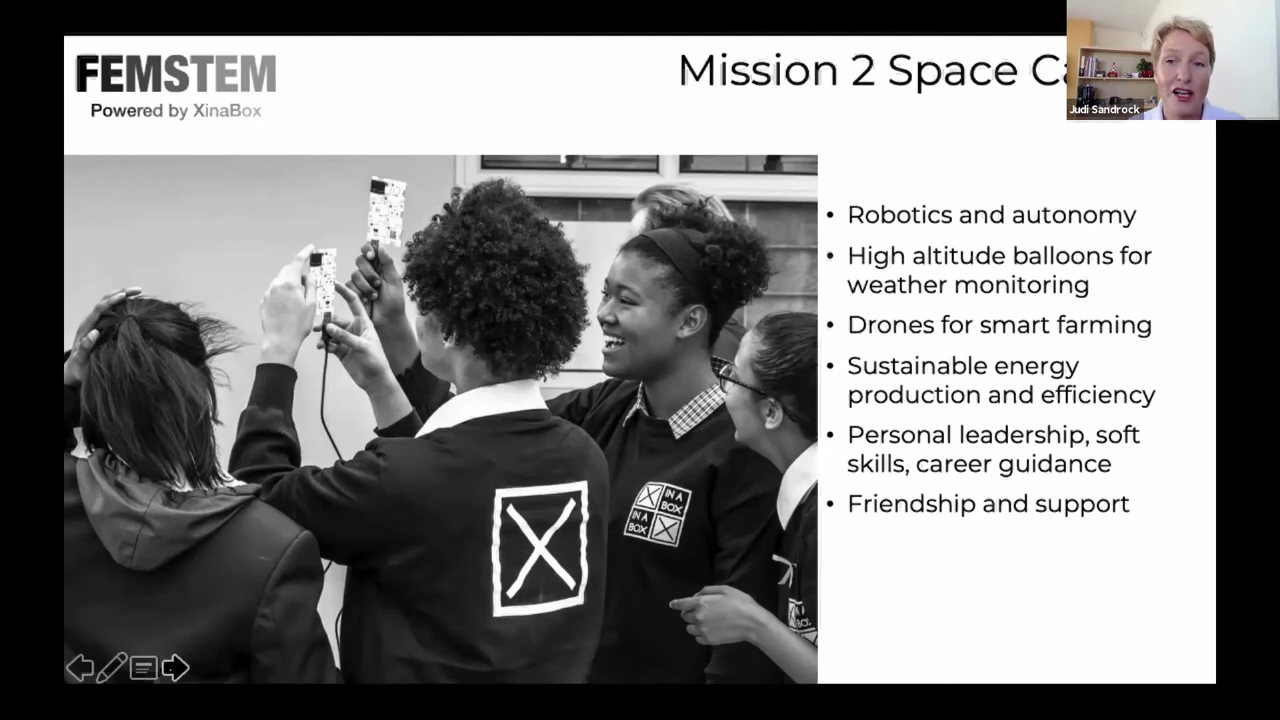 FEMSTEM
Powered by XinaBox
Mission 2 Space
Judi Sandrock
• Robotics and autonomy
• High altitude balloons for
weather monitoring
• Drones for smart farming
• Sustainable energy
production and efficiency
• Personal leadership, soft
skills, career guidance
• Friendship and support
IN A
BOX
IN A
BOX